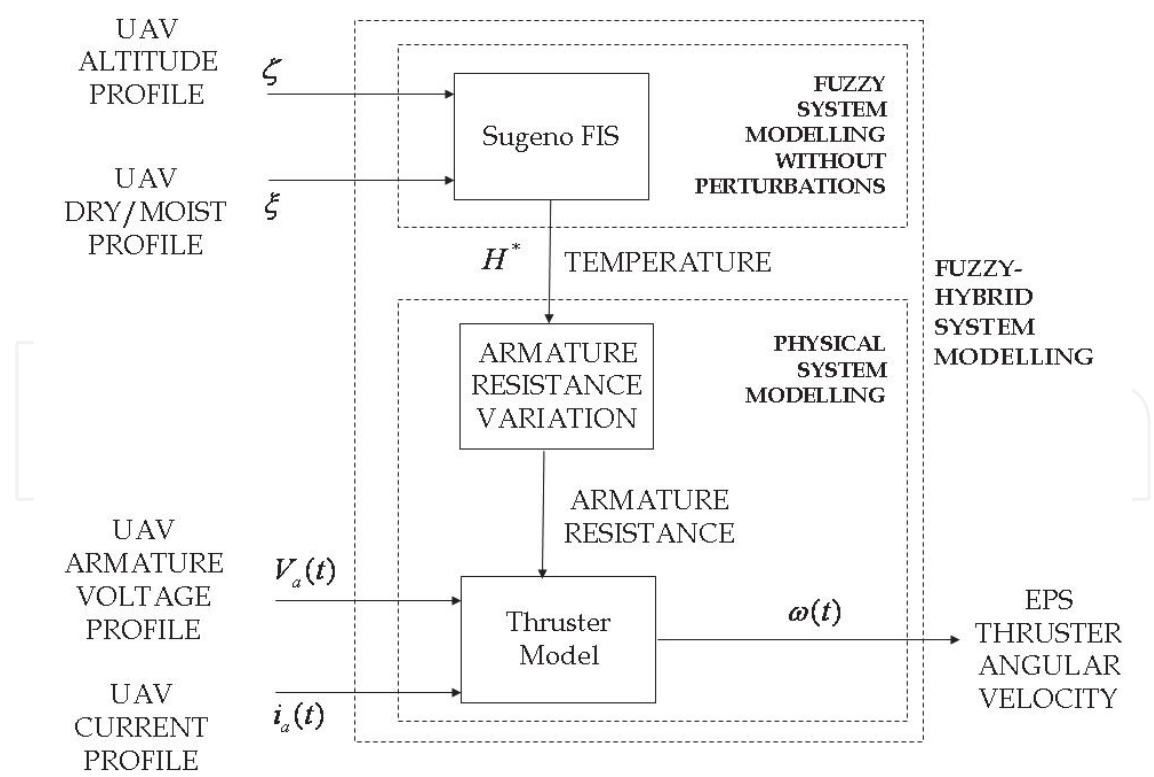 UAV
ALTITUDE
PROFILE
ζ
Sugeno FIS
FUZZY
SYSTEM
MODELLING
WITHOUT
PERTURBATIONS
UAV
DRY/MOIST
PROFILE
ξ
H*
TEMPERATURE
FUZZY-
HYBRID
SYSTEM
MODELLING
ARMATURE
RESISTANCE
VARIATION
PHYSICAL
SYSTEM
MODELLING
ARMATURE
RESISTANCE
UAV
ARMATURE
VOLTAGE
PROFILE
Va(t)
Thruster
Model
ω(t)
EPS
THRUSTER
ANGULAR
VELOCITY
UAV
CURRENT
PROFILE
ia(t)